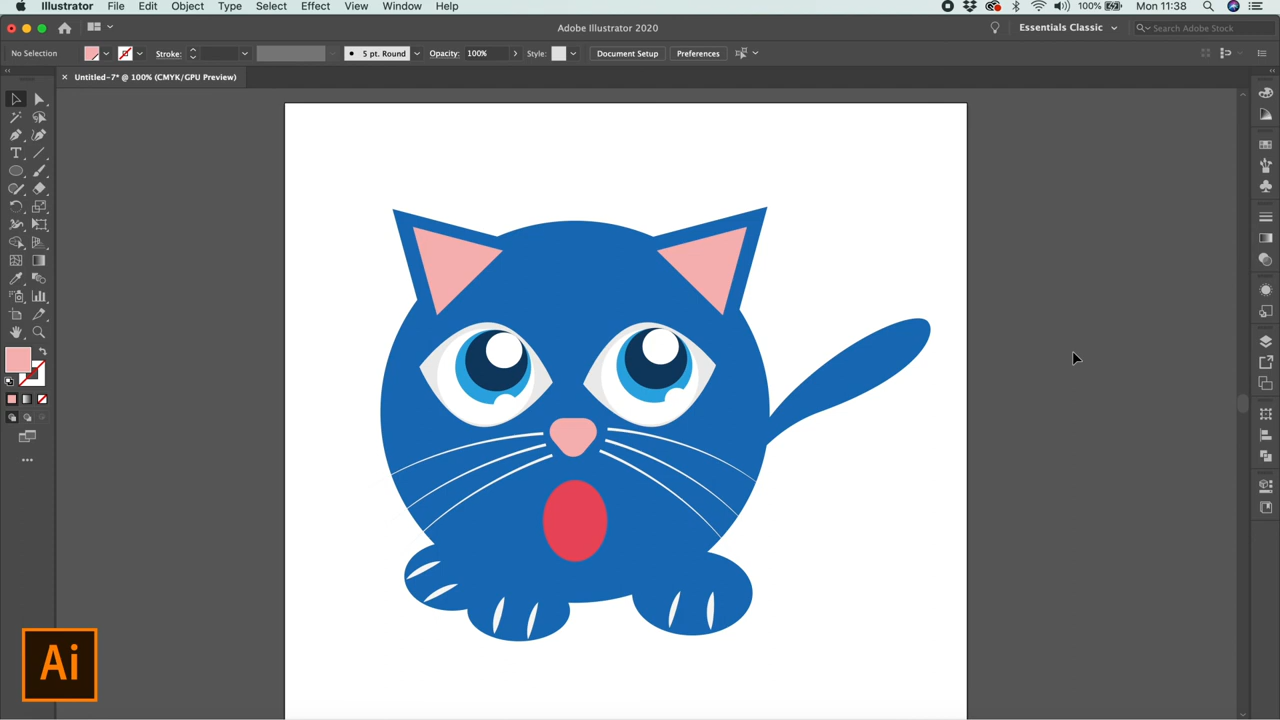 Illustrator File Edit Object Type Select Effect View Window Help 100% Mon 11:38
Adobe Illustrator 2020 Essentials Classic Search Adobe Stock
No Selection Stroke: 5 pt. Round Opacity: 100% Style: Document Setup Preferences
× Untitled-7* @ 100% (CMYK/GPU Preview)
T
Ai